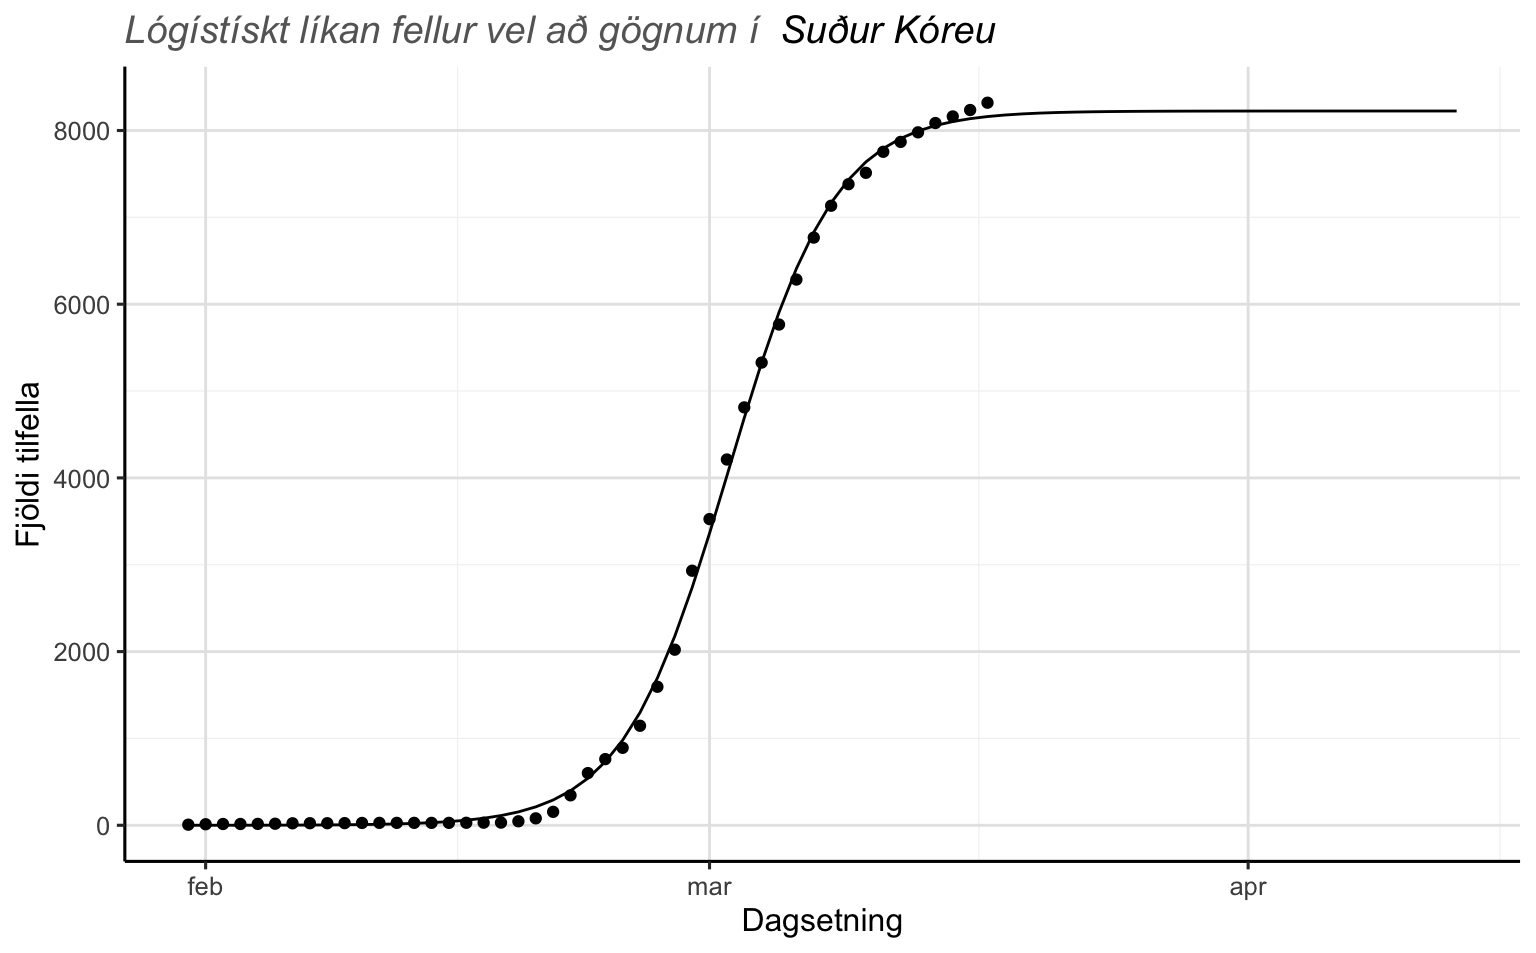 Lógístískt líkan fellur vel að gögnum í  Suður Kóreu
8000
6000
4000
2000
0
Fjöldi tilfella
feb
mar
apr
Dagsetning